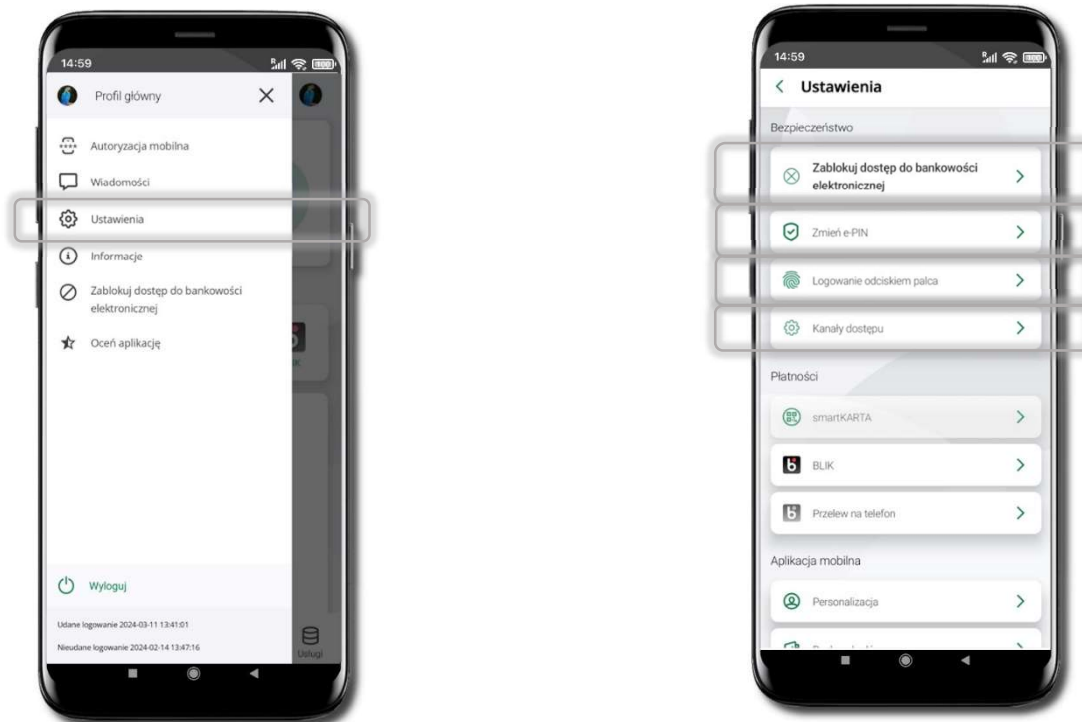 14:59
Profil główny
Autoryzacja mobilna
Wiadomości
Ustawienia
Informacje
Zablokuj dostęp do bankowości
elektronicznej
Oceń aplikację
Wyloguj
Udane logowanie 2024-03-11 13:41:01
Nieudane logowanie 2024-02-14 13:47:16
Usługi
14:59
Ustawienia
Bezpieczeństwo
Zablokuj dostęp do bankowości
elektronicznej
Zmień e-PIN
Logowanie odciskiem palca
Kanały dostępu
Płatności
smartKARTA
BLIK
Przelew na telefon
Aplikacja mobilna
Personalizacja